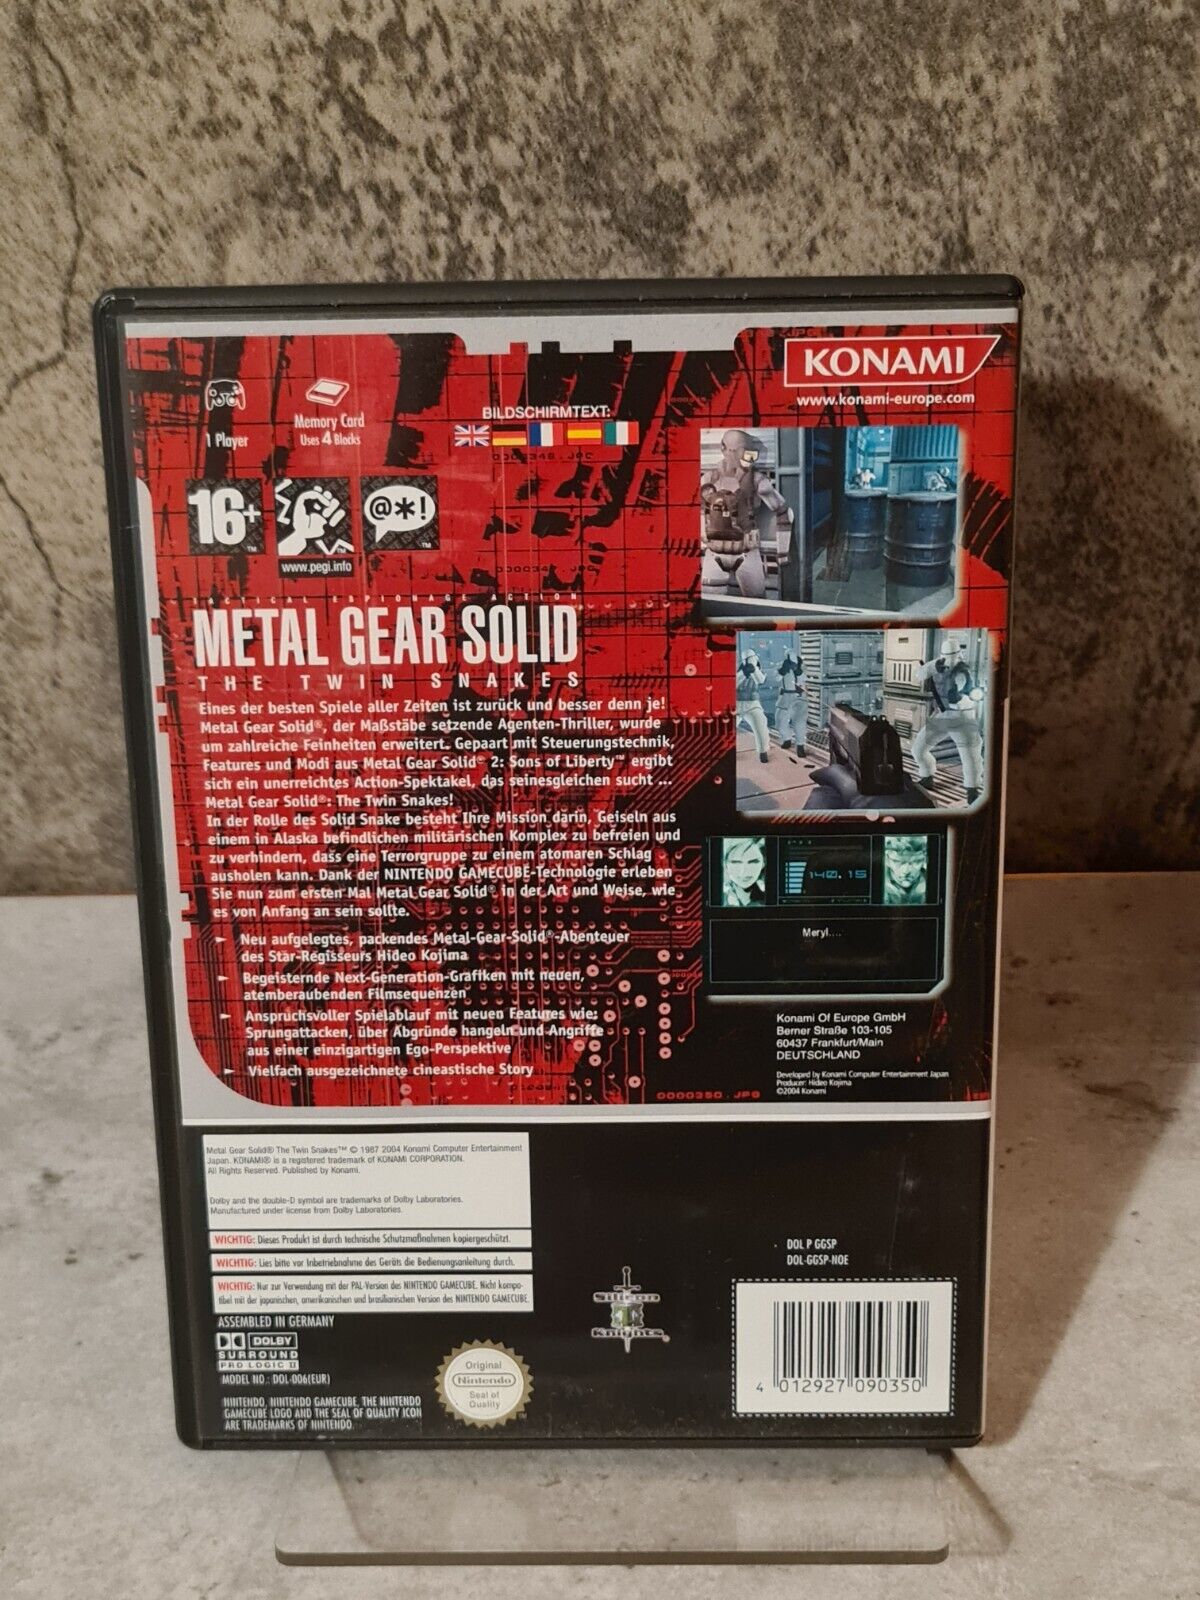 KONAMI
www.konami-europe.com
1 Player
Memory Card
Uses 4 Blocks
BILDSCHIRMTEXT:
0000346.JPG
16+
@*!
www.pegi.info
0000347.JPG
TACTICAL ESPIONAGE ACTION
METAL GEAR SOLID
THE TWIN SNAKES
Eines der besten Spiele aller Zeiten ist zurück und besser denn je!
Metal Gear Solid®, der Maßstäbe setzende Agenten-Thriller, wurde
um zahlreiche Feinheiten erweitert. Gepaart mit Steuerungstechnik,
Features und Modi aus Metal Gear Solid® 2: Sons of Liberty™ ergibt
sich ein unerreichtes Action-Spektakel, das seinesgleichen sucht ...
Metal Gear Solid®: The Twin Snakes!
In der Rolle des Solid Snake besteht Ihre Mission darin, Geiseln aus
einem in Alaska befindlichen militärischen Komplex zu befreien und
zu verhindern, dass eine Terrorgruppe zu einem atomaren Schlag
ausholen kann. Dank der NINTENDO GAMECUBE-Technologie erleben
Sie nun zum ersten Mal Metal Gear Solid® in der Art und Weise, wie
es von Anfang an sein sollte.
► Neu aufgelegtes, packendes Metal-Gear-Solid®-Abenteuer
des Star-Regisseurs Hideo Kojima
► Begeisternde Next-Generation-Grafiken mit neuen,
atemberaubenden Filmsequenzen
► Anspruchsvoller Spielablauf mit neuen Features wie:
Sprungattacken, über Abgründe hangeln und Angriffe
aus einer einzigartigen Ego-Perspektive
► Vielfach ausgezeichnete cineastische Story
140.15
Meryl....
Konami Of Europe GmbH
Berner Straße 103-105
60437 Frankfurt/Main
DEUTSCHLAND
Developed by Konami Computer Entertainment Japan
Producer: Hideo Kojima
©2004 Konami
0000350.JPG
Metal Gear Solid® The Twin Snakes™ © 1987 2004 Konami Computer Entertainment
Japan. KONAMI® is a registered trademark of KONAMI CORPORATION.
All Rights Reserved. Published by Konami.
Dolby and the double-D symbol are trademarks of Dolby Laboratories.
Manufactured under license from Dolby Laboratories.
WICHTIG: Dieses Produkt ist durch technische Schutzmaßnahmen kopiergeschützt.
WICHTIG: Lies bitte vor Inbetriebnahme des Geräts die Bedienungsanleitung durch.
WICHTIG: Nur zur Verwendung mit der PAL-Version des NINTENDO GAMECUBE. Nicht kompa-
tibel mit der japanischen, amerikanischen und brasilianischen Version des NINTENDO GAMECUBE.
ASSEMBLED IN GERMANY
DOLBY
SURROUND
PRO LOGIC II
MODEL NO.: DOL-006(EUR)
NINTENDO, NINTENDO GAMECUBE, THE NINTENDO
GAMECUBE LOGO AND THE SEAL OF QUALITY ICON
ARE TRADEMARKS OF NINTENDO.
Original
Nintendo
Seal of
Quality
Silicon
Knights
DOL P GGSP
DOL-GGSP-NOE
4 012927 090350